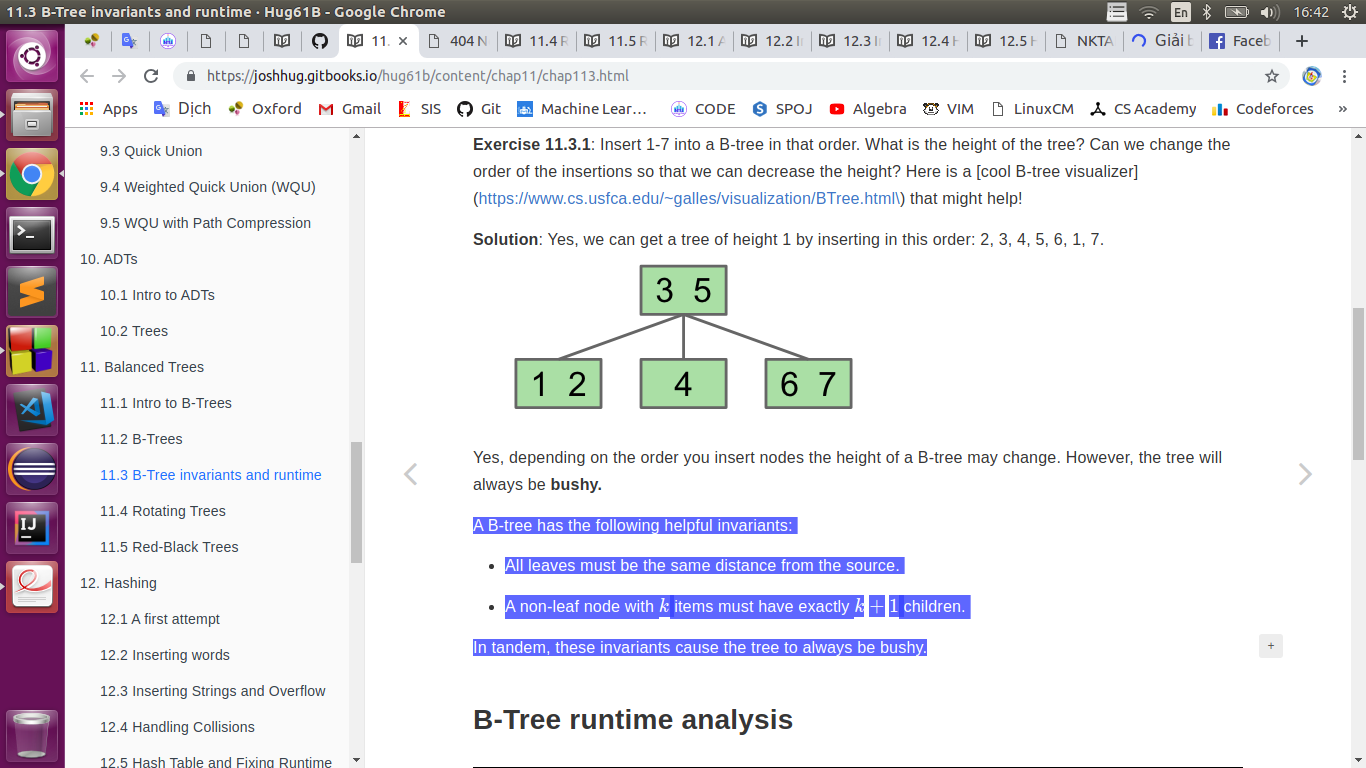 11.3 B-Tree invariants and runtime · Hug61B - Google Chrome
En
16:42
11.
404 N
11.4 R
11.5 R
12.1 A
12.2 I
12.3 I
12.4 H
12.5 H
NKTA
Giải b
Faceb
https://joshhug.gitbooks.io/hug61b/content/chap11/chap113.html
Apps
Dịch
Oxford
Gmail
SIS
Git
Machine Lear…
CODE
SPOJ
Algebra
VIM
LinuxCM
CS Academy
Codeforces
»
9.3 Quick Union
9.4 Weighted Quick Union (WQU)
9.5 WQU with Path Compression
10. ADTs
10.1 Intro to ADTs
10.2 Trees
11. Balanced Trees
11.1 Intro to B-Trees
11.2 B-Trees
11.3 B-Tree invariants and runtime
11.4 Rotating Trees
11.5 Red-Black Trees
12. Hashing
12.1 A first attempt
12.2 Inserting words
12.3 Inserting Strings and Overflow
12.4 Handling Collisions
12.5 Hash Table and Fixing Runtime
Exercise 11.3.1: Insert 1-7 into a B-tree in that order. What is the height of the tree? Can we change the
order of the insertions so that we can decrease the height? Here is a [cool B-tree visualizer]
(https://www.cs.usfca.edu/~galles/visualization/BTree.html\) that might help!
Solution: Yes, we can get a tree of height 1 by inserting in this order: 2, 3, 4, 5, 6, 1, 7.
3 5
1 2
4
6 7
Yes, depending on the order you insert nodes the height of a B-tree may change. However, the tree will
always be bushy.
A B-tree has the following helpful invariants:
• All leaves must be the same distance from the source.
• A non-leaf node with k items must have exactly k + 1 children.
In tandem, these invariants cause the tree to always be bushy.
+
B-Tree runtime analysis